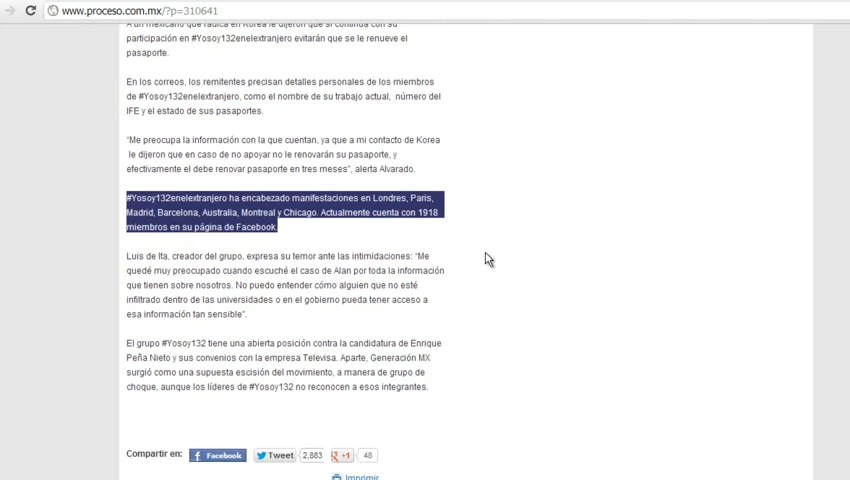 www.proceso.com.mx/?p=310641
A un mexicano que radica en Korea le dijeron que si continúa con su
participación en #Yosoy132enelextranjero evitarán que se le renueve el
pasaporte.
En los correos, los remitentes precisan detalles personales de los miembros
de #Yosoy132enelextranjero, como el nombre de su trabajo actual, número del
IFE y el estado de sus pasaportes.
“Me preocupa la información con la que cuentan, ya que a mi contacto de Korea
le dijeron que en caso de no apoyar no le renovarán su pasaporte, y
efectivamente el debe renovar pasaporte en tres meses”, alerta Alvarado.
#Yosoy132enelextranjero ha encabezado manifestaciones en Londres, Paris,
Madrid, Barcelona, Australia, Montreal y Chicago. Actualmente cuenta con 1918
miembros en su página de Facebook.
Luis de Ita, creador del grupo, expresa su temor ante las intimidaciones: “Me
quedé muy preocupado cuando escuché el caso de Alan por toda la información
que tienen sobre nosotros. No puedo entender cómo alguien que no esté
infiltrado dentro de las universidades o en el gobierno pueda tener acceso a
esa información tan sensible”.
El grupo #Yosoy132 tiene una abierta posición contra la candidatura de Enrique
Peña Nieto y sus convenios con la empresa Televisa. Aparte, Generación MX
surgió como una supuesta escisión del movimiento, a manera de grupo de
choque, aunque los líderes de #Yosoy132 no reconocen a esos integrantes.
Compartir en: Facebook Tweet 2,883 +1 48
Imprimir